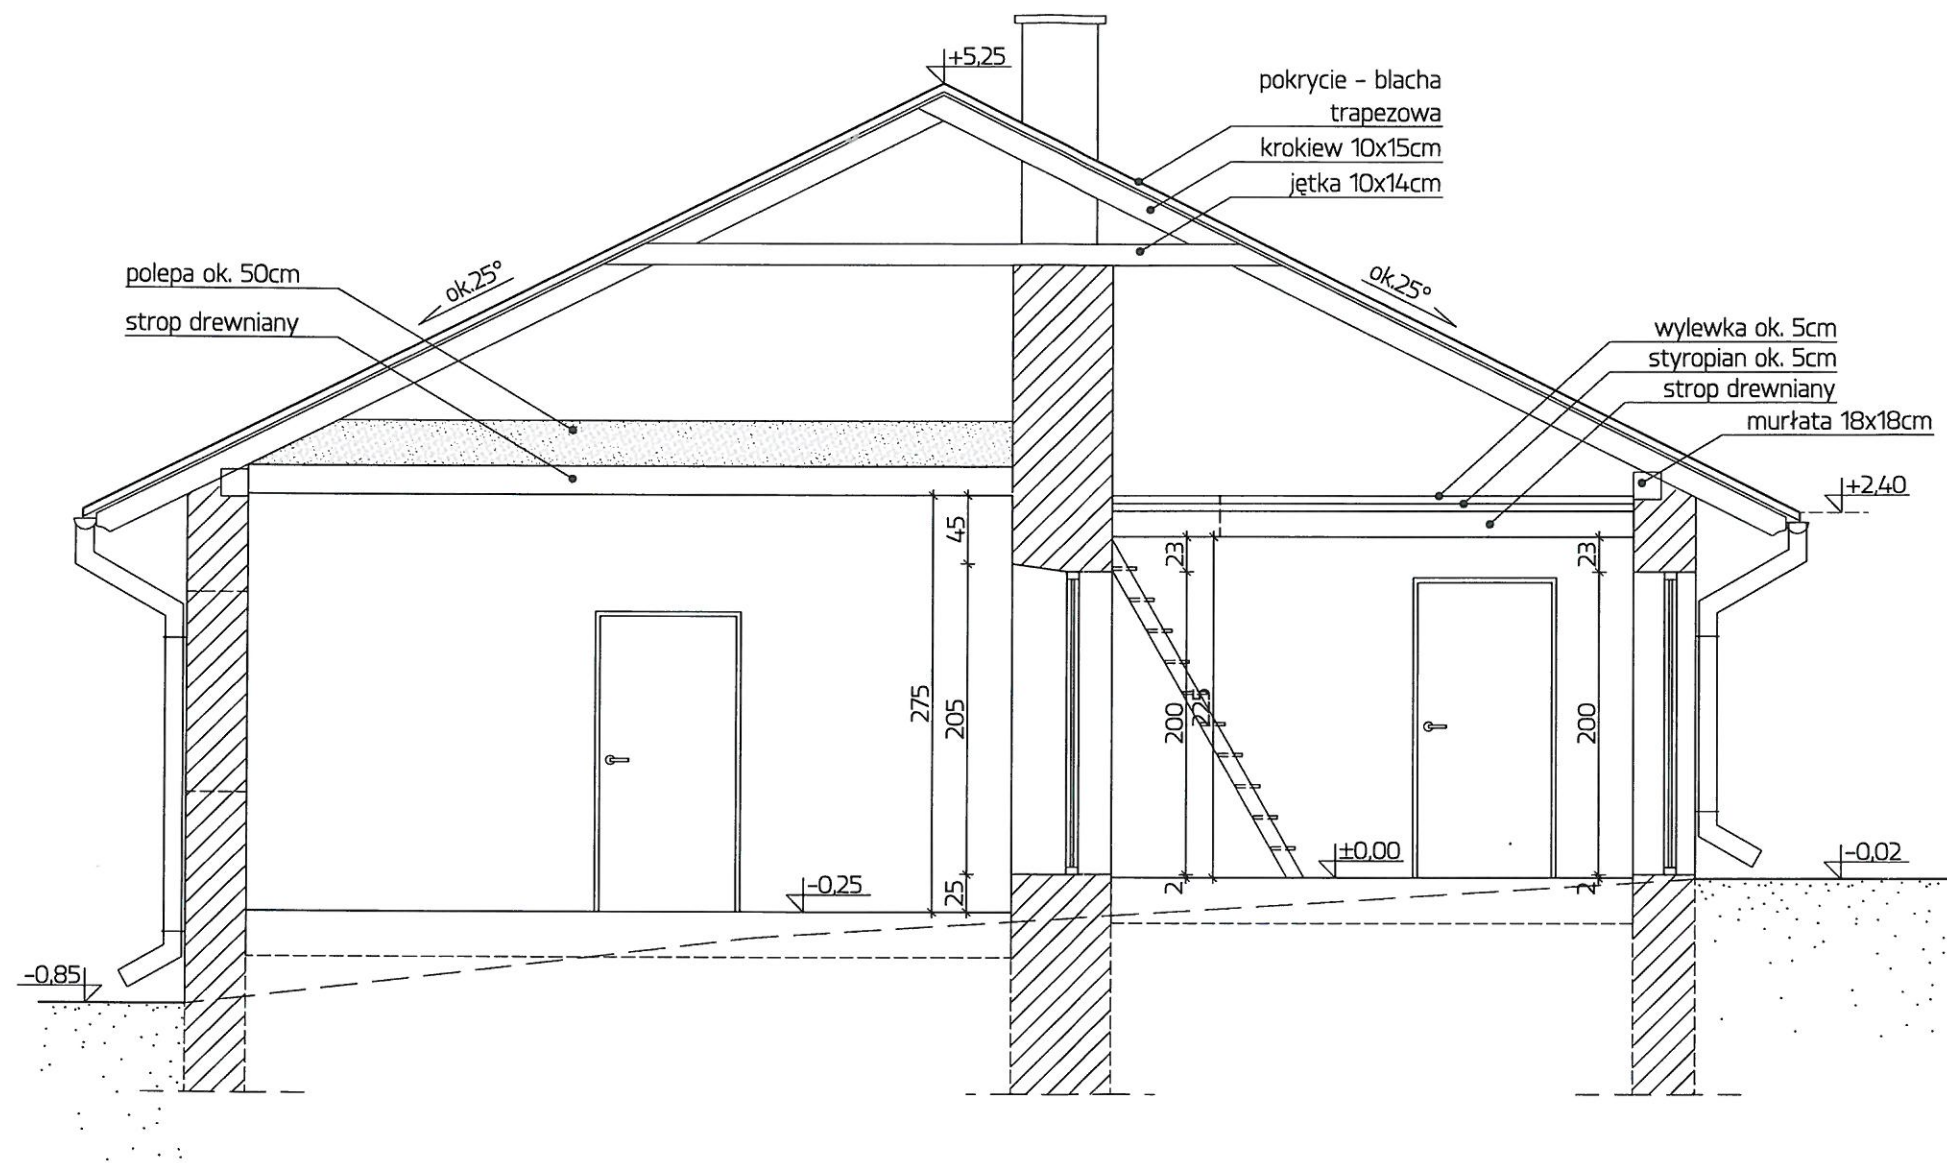 +5,25
pokrycie - blacha
trapezowa
krokiew 10x15cm
jętka 10x14cm
polepa ok. 50cm
strop drewniany
ok.25°
ok.25°
wylewka ok. 5cm
styropian ok. 5cm
strop drewniany
murłata 18x18cm
+2,40
45
275
205
25
23
200
225
2
23
200
2
±0,00
-0,25
-0,02
-0,85